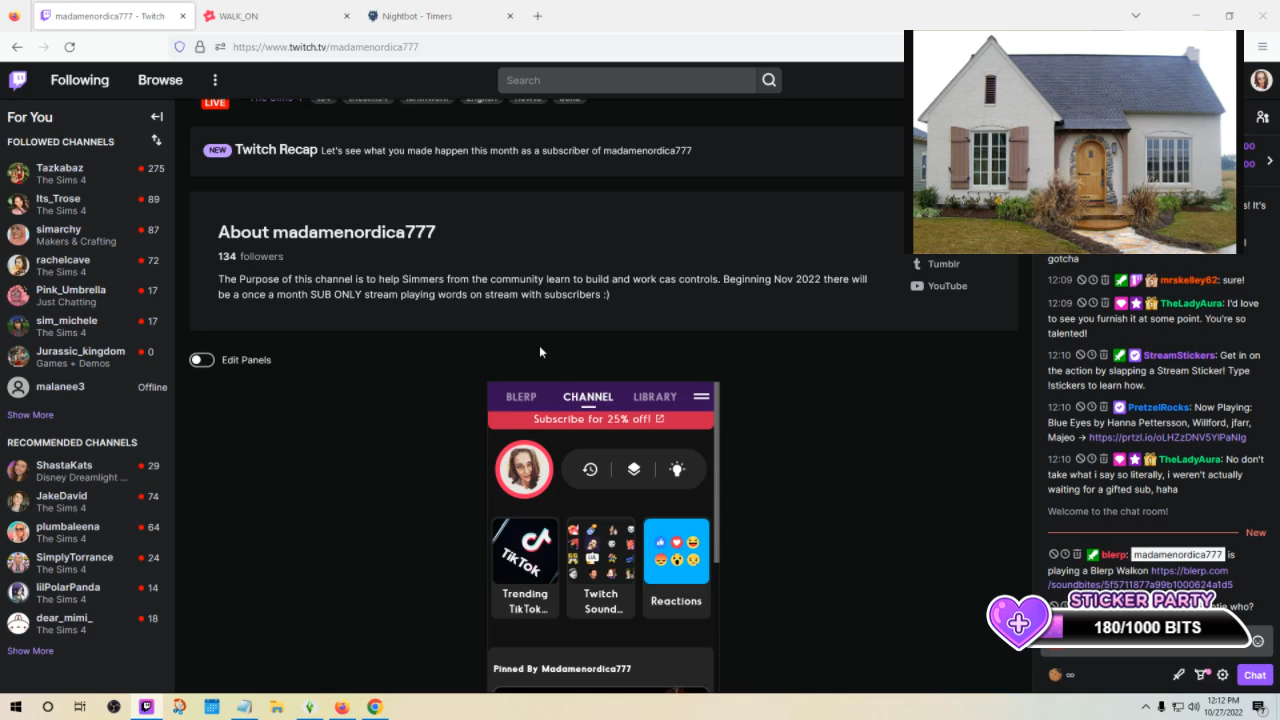 madamenordica777 - Twitch
WALK_ON
Nightbot - Timers
https://www.twitch.tv/madamenordica777
Following
Browse
Search
For You
FOLLOWED CHANNELS
Tazkabaz
275
The Sims 4
Its_Trose
89
The Sims 4
simarchy
87
Makers & Crafting
rachelcave
72
The Sims 4
Pink_Umbrella
17
Just Chatting
sim_michele
17
The Sims 4
Jurassic_kingdom
0
Games + Demos
malanee3
Offline
Show More
RECOMMENDED CHANNELS
ShastaKats
29
Disney Dreamlight ...
JakeDavid
74
The Sims 4
plumbaleena
64
The Sims 4
SimplyTorrance
24
The Sims 4
lilPolarPanda
14
The Sims 4
dear_mimi_
18
The Sims 4
Show More
LIVE
NEW Twitch Recap Let's see what you made happen this month as a subscriber of madamenordica777
About madamenordica777
134 followers
The Purpose of this channel is to help Simmers from the community learn to build and work cas controls. Beginning Nov 2022 there will
be a once a month SUB ONLY stream playing words on stream with subscribers :)
Tumblr
YouTube
Edit Panels
BLERP CHANNEL LIBRARY
Subscribe for 25% off!
Trending
TikTok...
Twitch
Sound...
Reactions
Pinned By Madamenordica777
gotcha
12:09 mrskelley62: sure!
12:09 TheLadyAura: I'd love
to see you furnish it at some point. You're so
talented!
12:10 StreamStickers: Get in on
the action by slapping a Stream Sticker! Type
!stickers to learn how.
12:10 PretzelRocks: Now Playing:
Blue Eyes by Hanna Pettersson, Willford, jfarr,
Majeo → https://prtzl.io/oLHZzDNV5YlPaNlg
12:10 TheLadyAura: No don't
take what i say so literally, i weren't actually
waiting for a gifted sub, haha
Welcome to the chat room!
New
blerp: madamenordica777 is
playing a Blerp Walkon https://blerp.com
/soundbites/5f5711877a99b1000624a1d5
who?
STICKER PARTY
180/1000 BITS
∞
Chat
12:12 PM
10/27/2022